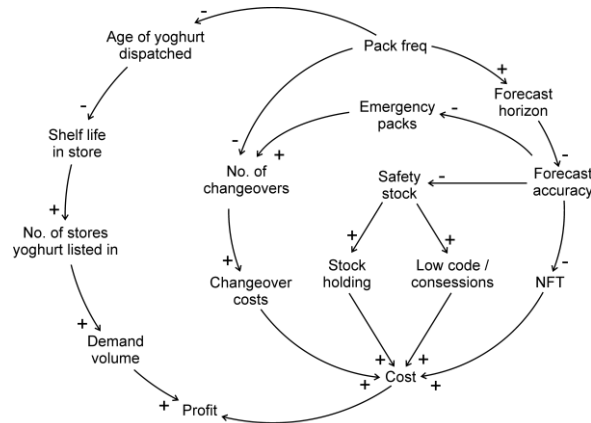 -
Age of yoghurt
dispatched
Pack freq
+
Forecast
horizon
Emergency
packs
-
-
Shelf life
in store
-
No. of
changeovers
+
Safety
stock
-
-
Forecast
accuracy
+
No. of stores
yoghurt listed in
+
+
-
+
Changeover
costs
Stock
holding
Low code /
consessions
NFT
+
Demand
volume
+
+
+
Cost
+
+
Profit